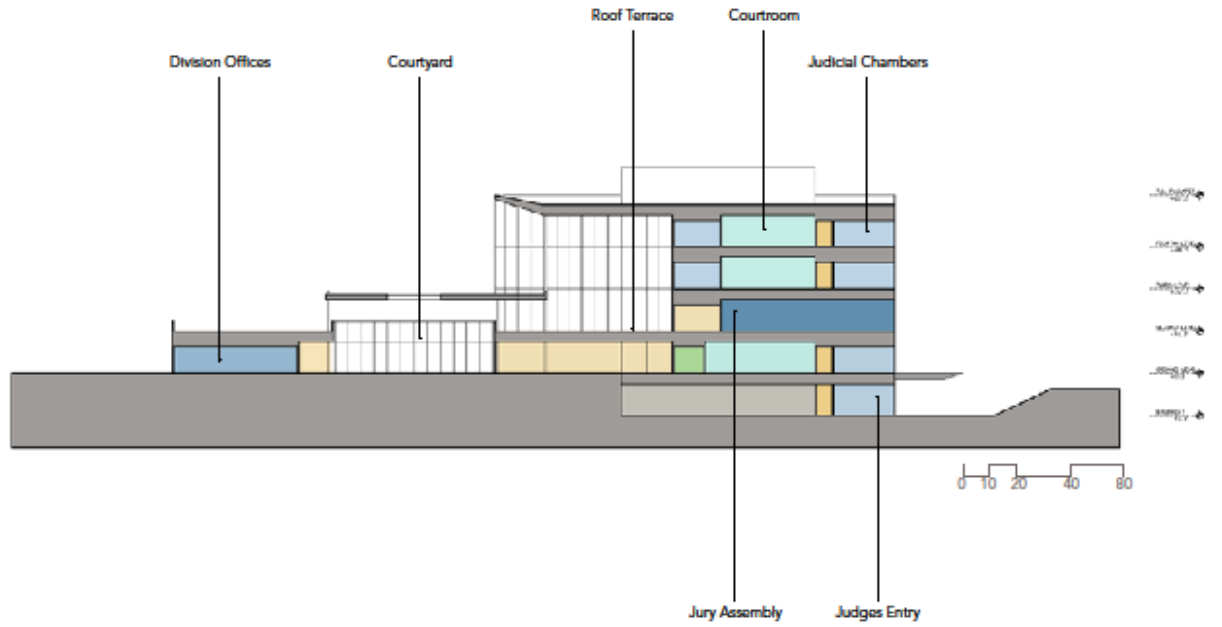 Roof Terrace
Courtroom
Division Offices
Courtyard
Judicial Chambers
0 10 20 40 80
Jury Assembly
Judges Entry